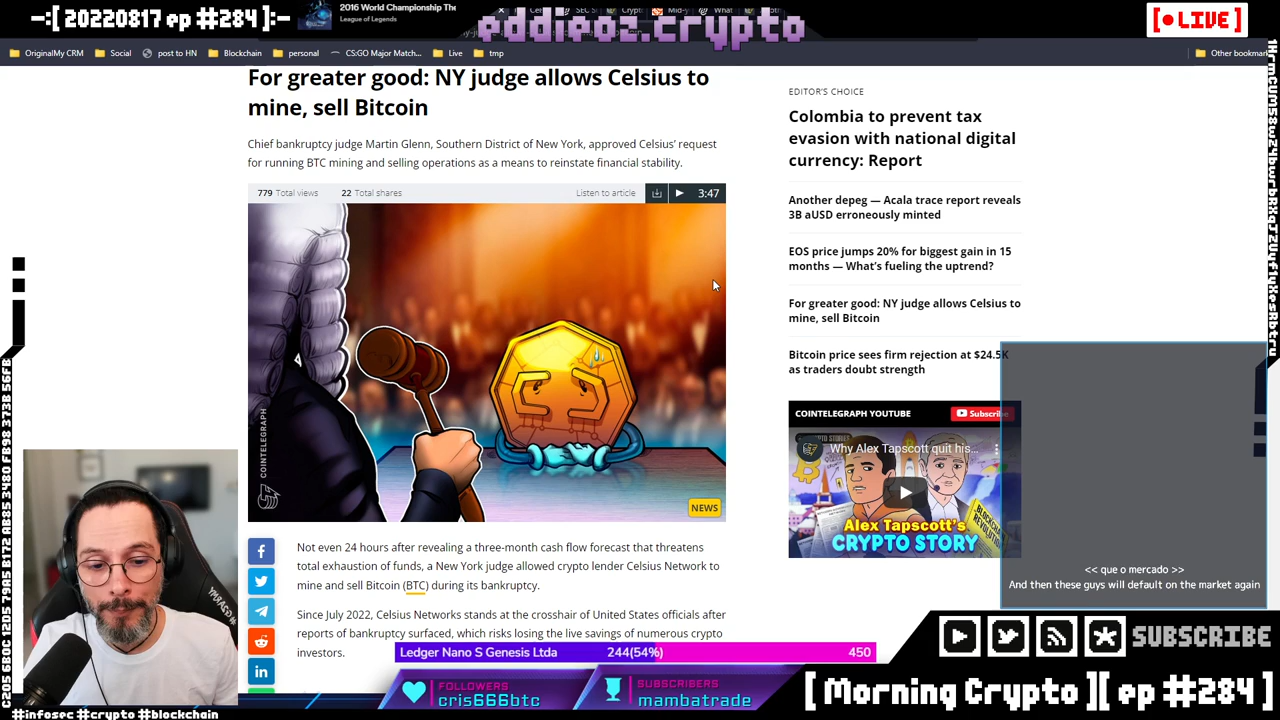 -:[ 20220817 ep #284 ]:-
2016 World Championship The
League of Legends
eddieoz.crypto
[ ● LIVE ]
OriginalMy CRM
Social
post to HN
Blockchain
personal
CS:GO Major Match...
Live
tmp
Other bookmar
For greater good: NY judge allows Celsius to
mine, sell Bitcoin
Chief bankruptcy judge Martin Glenn, Southern District of New York, approved Celsius’ request
for running BTC mining and selling operations as a means to reinstate financial stability.
779 Total views
22 Total shares
Listen to article
3:47
COINTELEGRAPH
NEWS
Not even 24 hours after revealing a three-month cash flow forecast that threatens
total exhaustion of funds, a New York judge allowed crypto lender Celsius Network to
mine and sell Bitcoin (BTC) during its bankruptcy.
Since July 2022, Celsius Networks stands at the crosshair of United States officials after
reports of bankruptcy surfaced, which risks losing the live savings of numerous crypto
investors.
EDITOR'S CHOICE
Colombia to prevent tax
evasion with national digital
currency: Report
Another depeg — Acala trace report reveals
3B aUSD erroneously minted
EOS price jumps 20% for biggest gain in 15
months — What’s fueling the uptrend?
For greater good: NY judge allows Celsius to
mine, sell Bitcoin
Bitcoin price sees firm rejection at $24.5K
as traders doubt strength
COINTELEGRAPH YOUTUBE
Subscribe
Why Alex Tapscott quit his...
Alex Tapscott's
CRYPTO STORY
<< que o mercado >>
And then these guys will default on the market again
Ledger Nano S Genesis Ltda
244(54%)
450
FOLLOWERS
cris666btc
SUBSCRIBERS
mambatrade
SUBSCRIBE
[ Morning Crypto ][ ep #284 ]
#infosec #crypto #blockchain